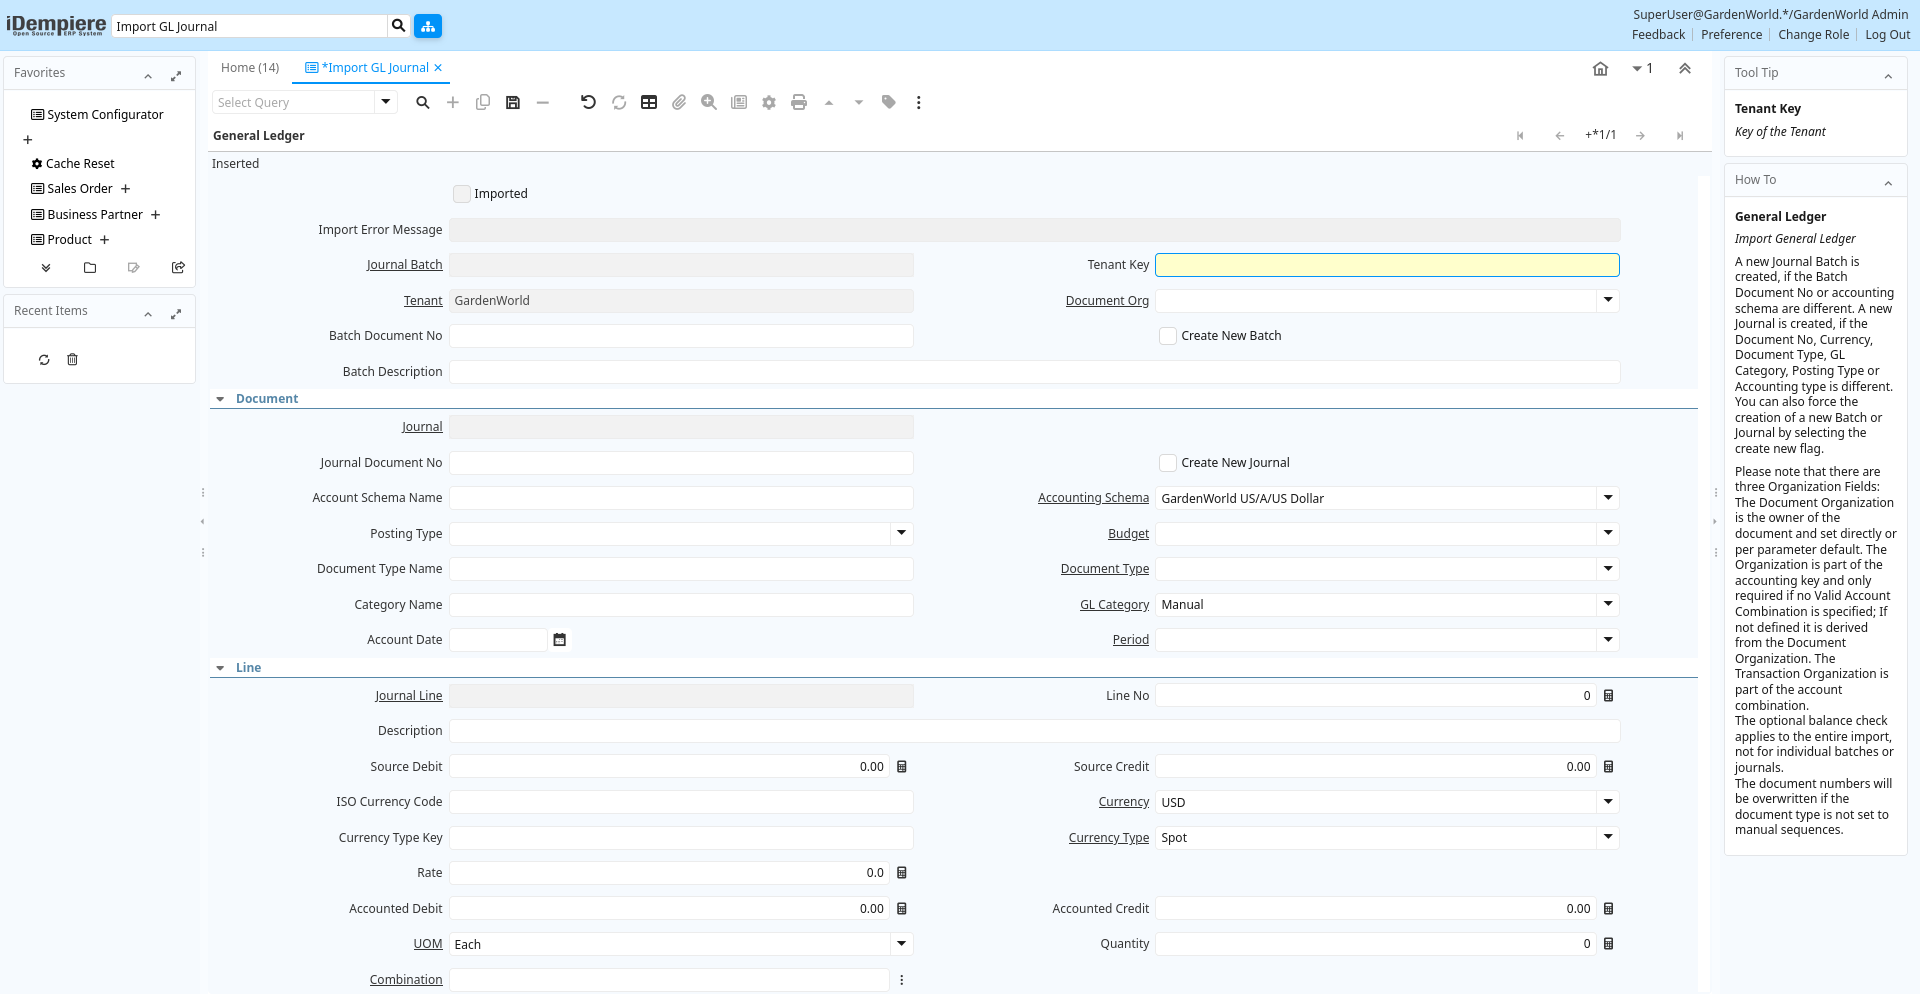 iDempiere
Open Source ERP System
Import GL Journal
SuperUser@GardenWorld.*/GardenWorld Admin
Feedback
Preference
Change Role
Log Out
Favorites
System Configurator
Cache Reset
Sales Order
Business Partner
Product
Recent Items
Home (14)
*Import GL Journal
1
Select Query
General Ledger
+*1/1
Inserted
Imported
Import Error Message
Journal Batch
Tenant Key
Tenant GardenWorld
Document Org
Batch Document No
Create New Batch
Batch Description
Document
Journal
Journal Document No
Create New Journal
Account Schema Name
Accounting Schema GardenWorld US/A/US Dollar
Posting Type
Budget
Document Type Name
Document Type
Category Name
GL Category Manual
Account Date
Period
Line
Journal Line
Line No 0
Description
Source Debit 0.00
Source Credit 0.00
ISO Currency Code
Currency USD
Currency Type Key
Currency Type Spot
Rate 0.0
Accounted Debit 0.00
Accounted Credit 0.00
UOM Each
Quantity 0
Combination
Tool Tip
Tenant Key
Key of the Tenant
How To
General Ledger
Import General Ledger
A new Journal Batch is
created, if the Batch
Document No or accounting
schema are different. A new
Journal is created, if the
Document No, Currency,
Document Type, GL
Category, Posting Type or
Accounting type is different.
You can also force the
creation of a new Batch or
Journal by selecting the
create new flag.
Please note that there are
three Organization Fields:
The Document Organization
is the owner of the
document and set directly or
per parameter default. The
Organization is part of the
accounting key and only
required if no Valid Account
Combination is specified; If
not defined it is derived
from the Document
Organization. The
Transaction Organization is
part of the account
combination.
The optional balance check
applies to the entire import,
not for individual batches or
journals.
The document numbers will
be overwritten if the
document type is not set to
manual sequences.